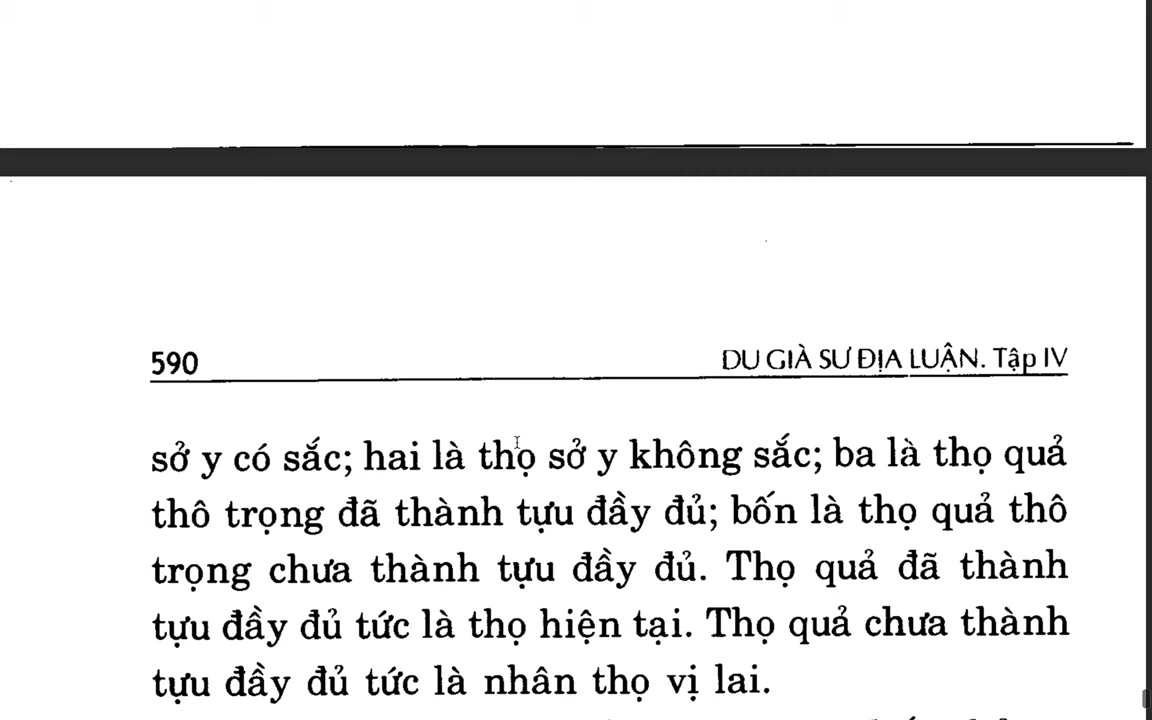 590
DU GIÀ SƯ ĐỊA LUẬN. Tập IV
sở y có sắc; hai là thọ sở y không sắc; ba là thọ quả
thô trọng đã thành tựu đầy đủ; bốn là thọ quả thô
trọng chưa thành tựu đầy đủ. Thọ quả đã thành
tựu đầy đủ tức là thọ hiện tại. Thọ quả chưa thành
tựu đầy đủ tức là nhân thọ vị lai.